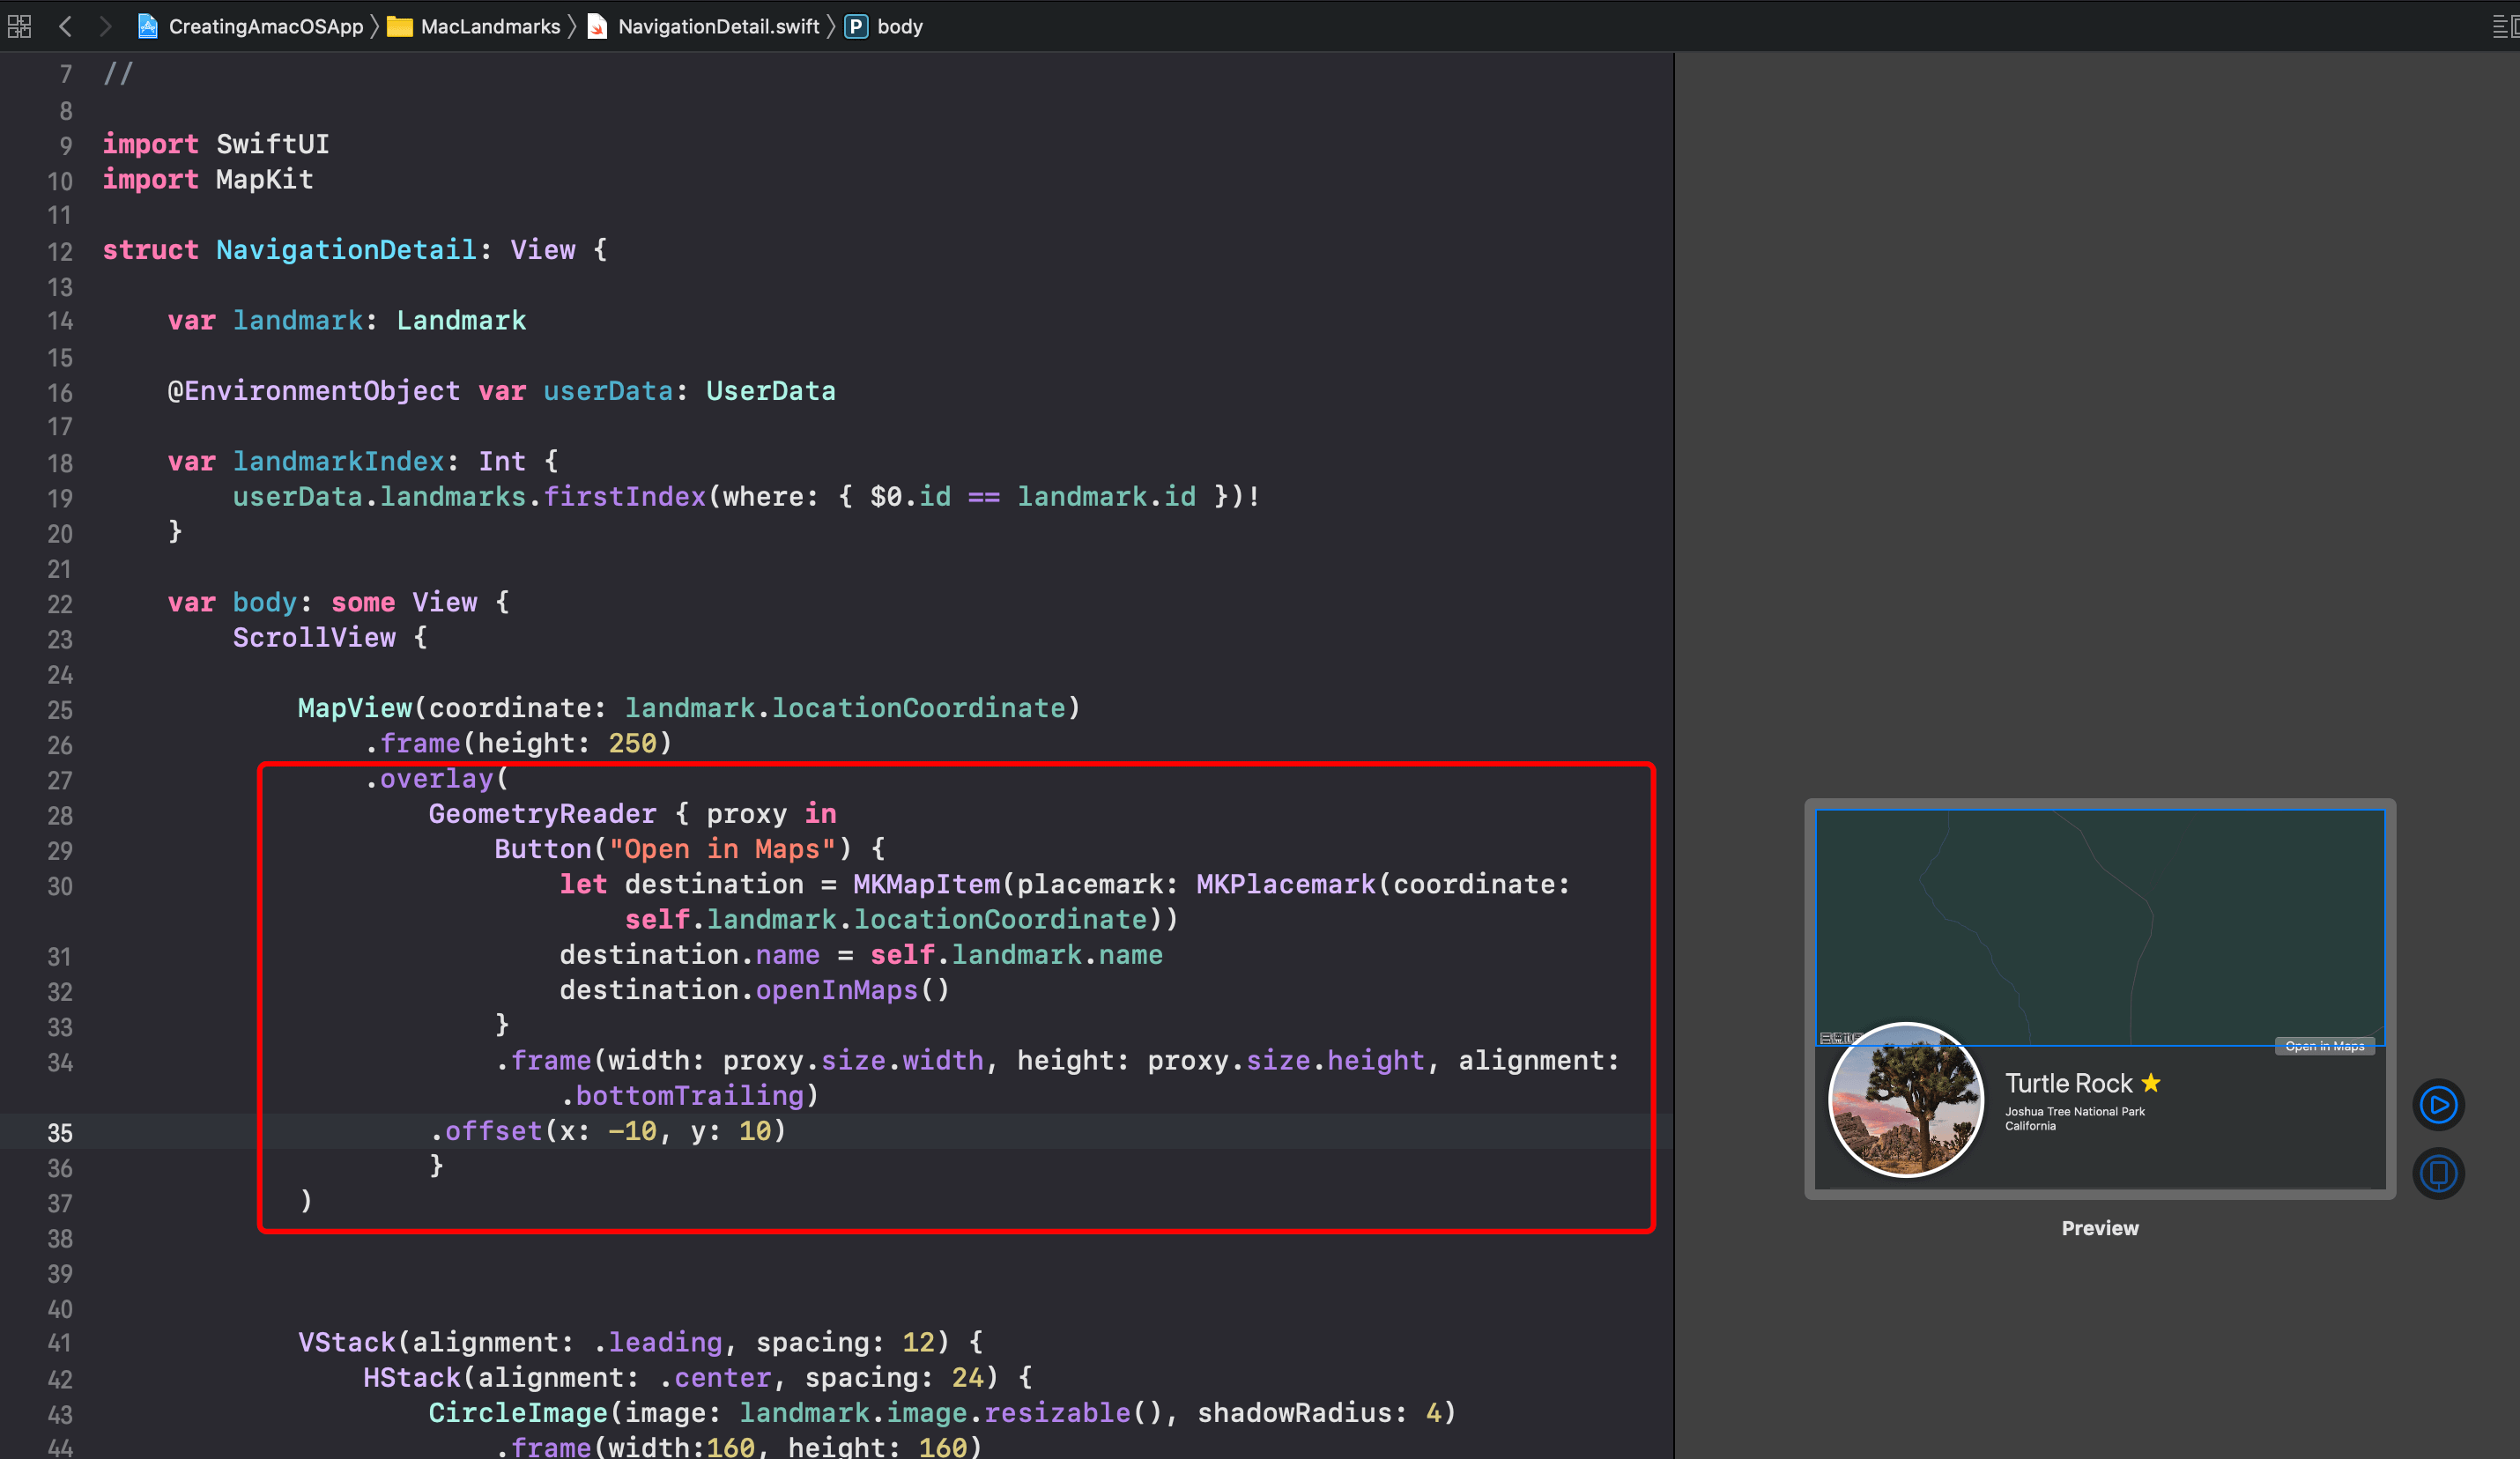 CreatingAmacOSApp MacLandmarks NavigationDetail.swift P body
7 //
8
9 import SwiftUI
10 import MapKit
11
12 struct NavigationDetail: View {
13
14 var landmark: Landmark
15
16 @EnvironmentObject var userData: UserData
17
18 var landmarkIndex: Int {
19 userData.landmarks.firstIndex(where: { $0.id == landmark.id })!
20 }
21
22 var body: some View {
23 ScrollView {
24
25 MapView(coordinate: landmark.locationCoordinate)
26 .frame(height: 250)
27 .overlay(
28 GeometryReader { proxy in
29 Button("Open in Maps") {
30 let destination = MKMapItem(placemark: MKPlacemark(coordinate:
self.landmark.locationCoordinate))
31 destination.name = self.landmark.name
32 destination.openInMaps()
33 }
34 .frame(width: proxy.size.width, height: proxy.size.height, alignment:
.bottomTrailing)
35 .offset(x: -10, y: 10)
36 }
37 )
38
39
40
41 VStack(alignment: .leading, spacing: 12) {
42 HStack(alignment: .center, spacing: 24) {
43 CircleImage(image: landmark.image.resizable(), shadowRadius: 4)
44 .frame(width:160, height: 160)
Open in Maps
Turtle Rock
Joshua Tree National Park
California
Preview